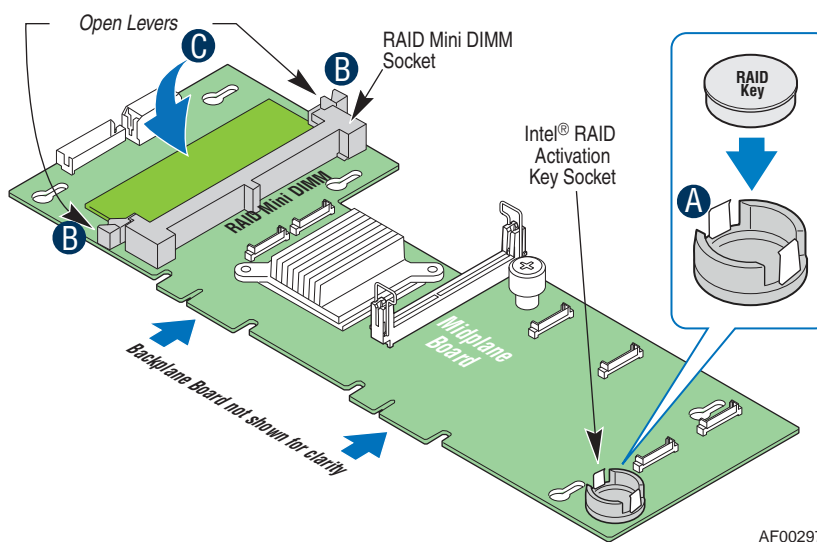 Open Levers
C
B
RAID Mini DIMM
Socket
RAID
Key
Intel® RAID
Activation
Key Socket
A
RAID Mini DIMM
B
Midplane
Board
Backplane Board not shown for clarity
AF00297